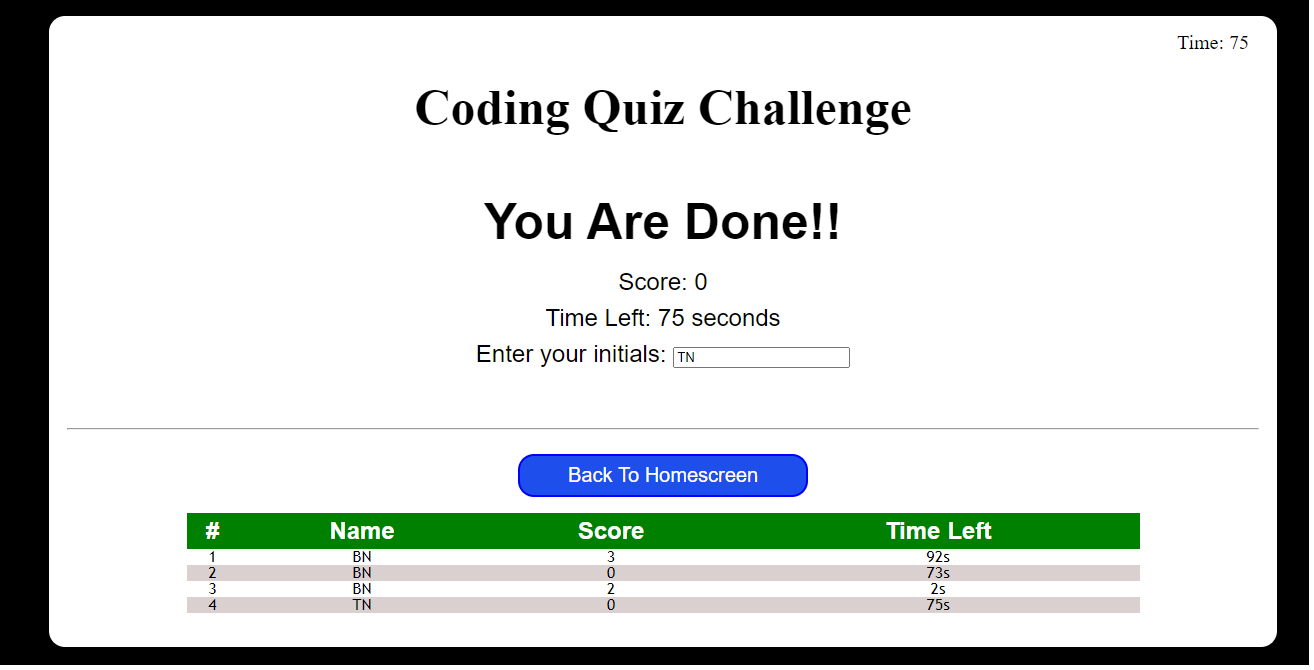 Time: 75
Coding Quiz Challenge
You Are Done!!
Score: 0
Time Left: 75 seconds
Enter your initials: TN
Back To Homescreen
# Name Score Time Left
1 BN 3 92s
2 BN 0 73s
3 BN 2 2s
4 TN 0 75s